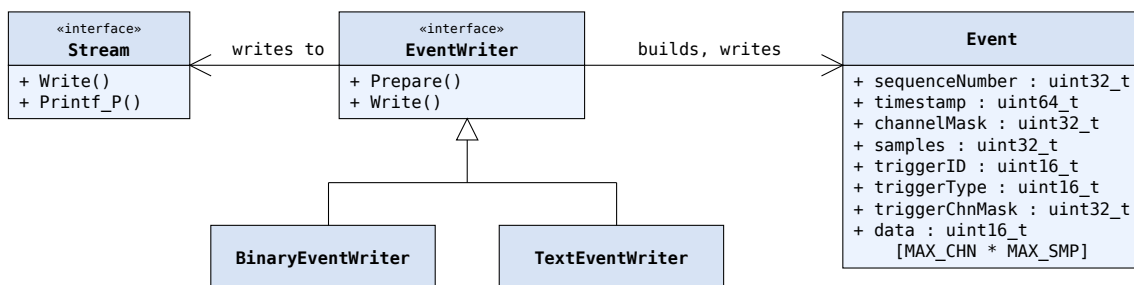 «interface»
Stream
+ Write()
+ Printf_P()
writes to
«interface»
EventWriter
+ Prepare()
+ Write()
builds, writes
Event
+ sequenceNumber : uint32_t
+ timestamp : uint64_t
+ channelMask : uint32_t
+ samples : uint32_t
+ triggerID : uint16_t
+ triggerType : uint16_t
+ triggerChnMask : uint32_t
+ data : uint16_t
[MAX_CHN * MAX_SMP]
BinaryEventWriter
TextEventWriter